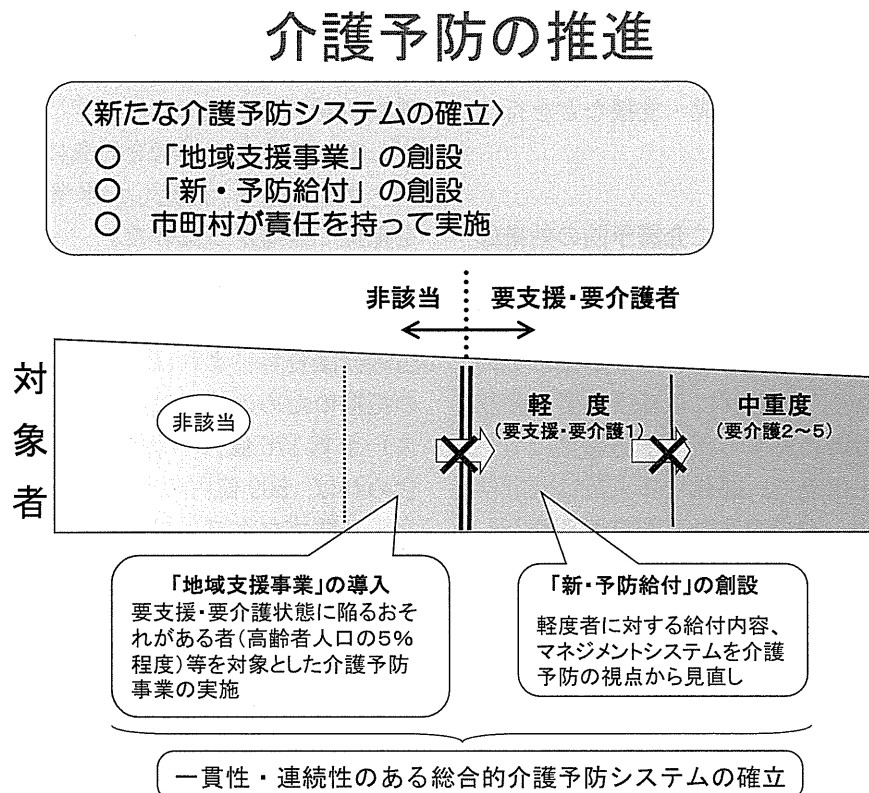 介護予防の推進
〈新たな介護予防システムの確立〉
○ 「地域支援事業」の創設
○ 「新・予防給付」の創設
○ 市町村が責任を持って実施
非該当 要支援・要介護者
対象者
非該当
軽 度
(要支援・要介護1)
中重度
(要介護2~5)
「地域支援事業」の導入
要支援・要介護状態に陥るおそ
れがある者(高齢者人口の5%
程度)等を対象とした介護予防
事業の実施
「新・予防給付」の創設
軽度者に対する給付内容、
マネジメントシステムを介護
予防の視点から見直し
一貫性・連続性のある総合的介護予防システムの確立